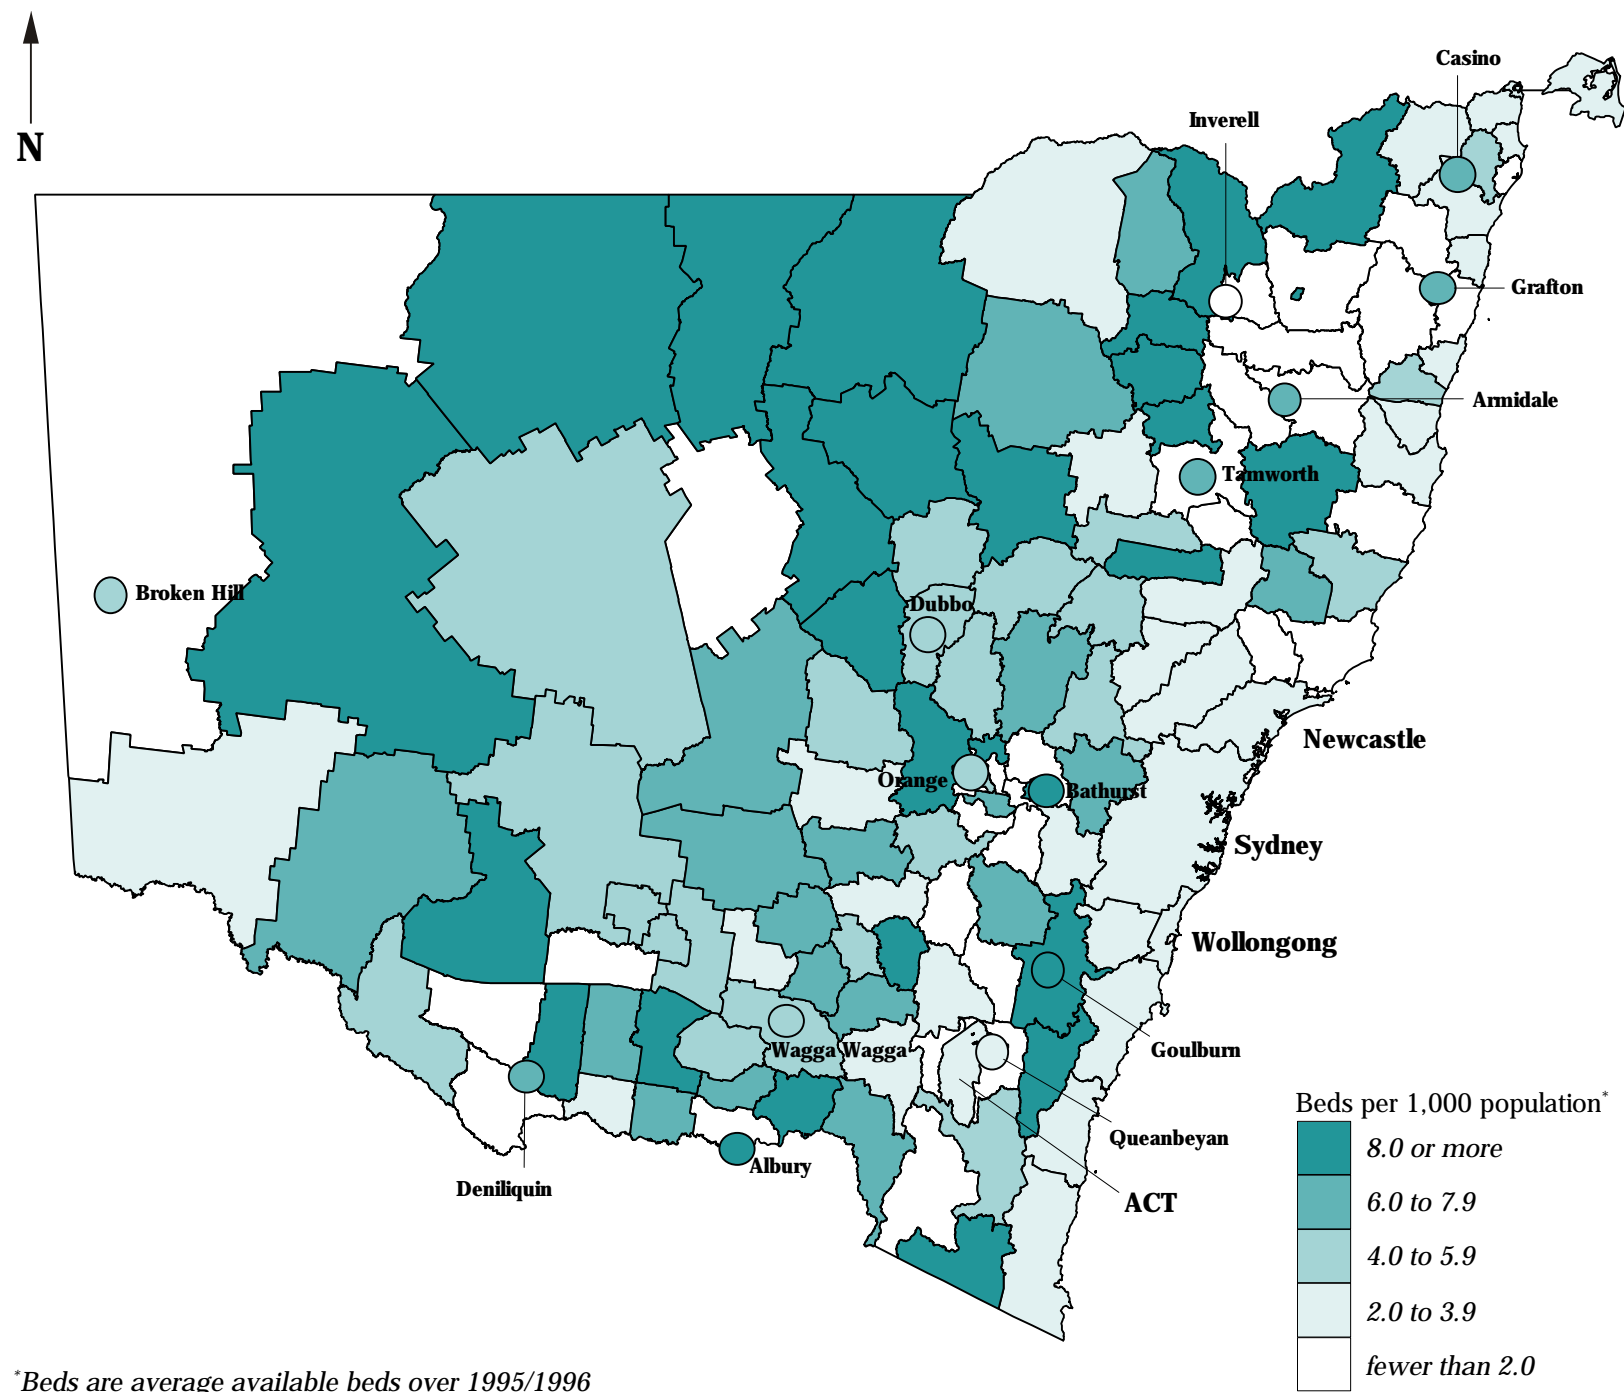 N
Casino
Inverell
Grafton
Armidale
Tamworth
Broken Hill
Dubbo
Newcastle
Orange
Bathurst
Sydney
Wollongong
Wagga Wagga
Goulburn
Queanbeyan
Albury
Deniliquin
ACT
Beds per 1,000 population*
8.0 or more
6.0 to 7.9
4.0 to 5.9
2.0 to 3.9
fewer than 2.0
*Beds are average available beds over 1995/1996